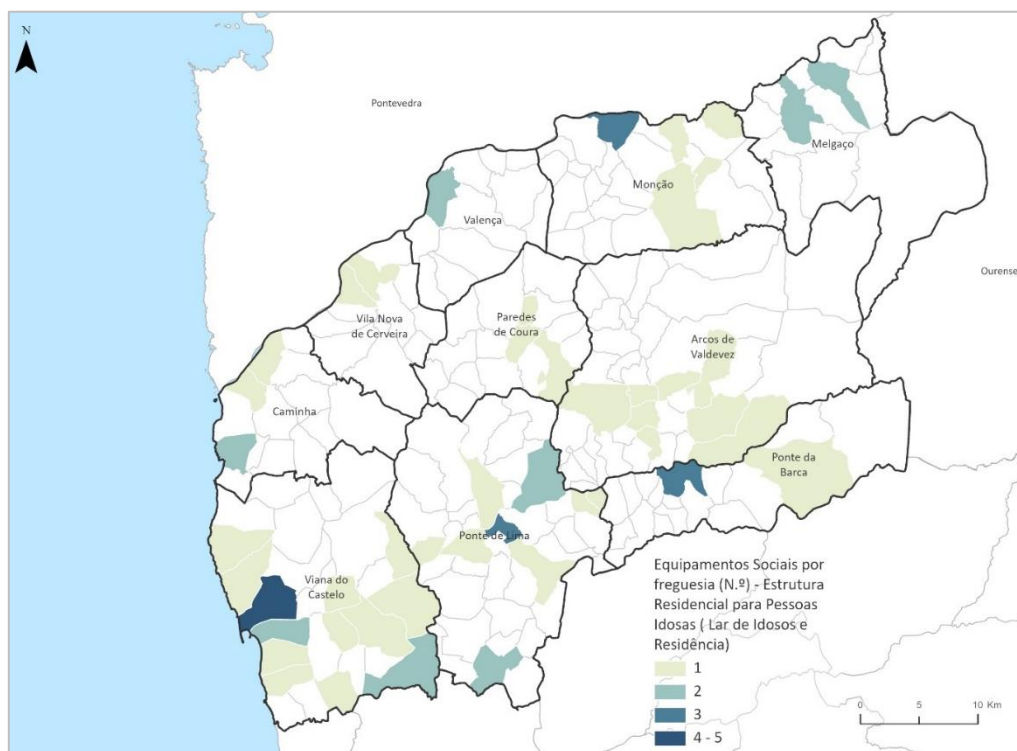 N
Pontevedra
Melgaço
Monção
Valença
Ourense
Vila Nova
de Cerveira
Paredes
de Coura
Arcos de
Valdevez
Caminha
Ponte da
Barca
Ponte de Lima
Viana do
Castelo
Equipamentos Sociais por
freguesia (N.º) - Estrutura
Residencial para Pessoas
Idosas ( Lar de Idosos e
Residência)
1
2
3
4 - 5
0 5 10 Km